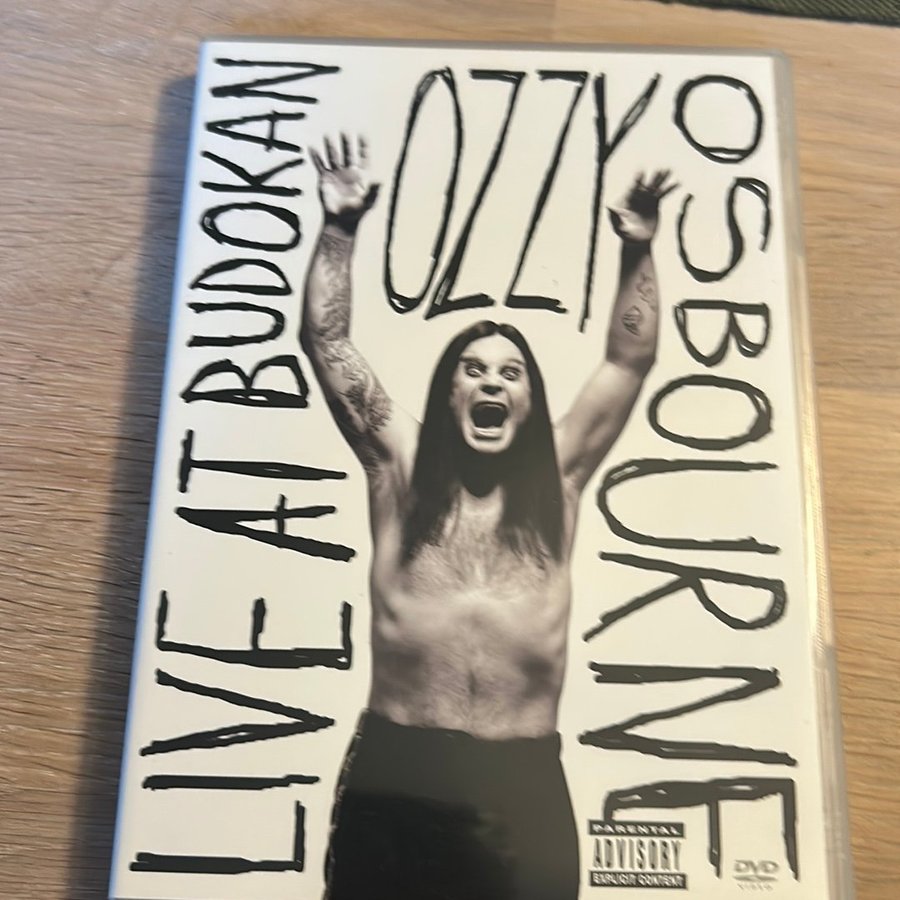 LIVE AT BUDOKAN
OZZY
OSBOURNE
PARENTAL
ADVISORY
EXPLICIT CONTENT
DVD
VIDEO